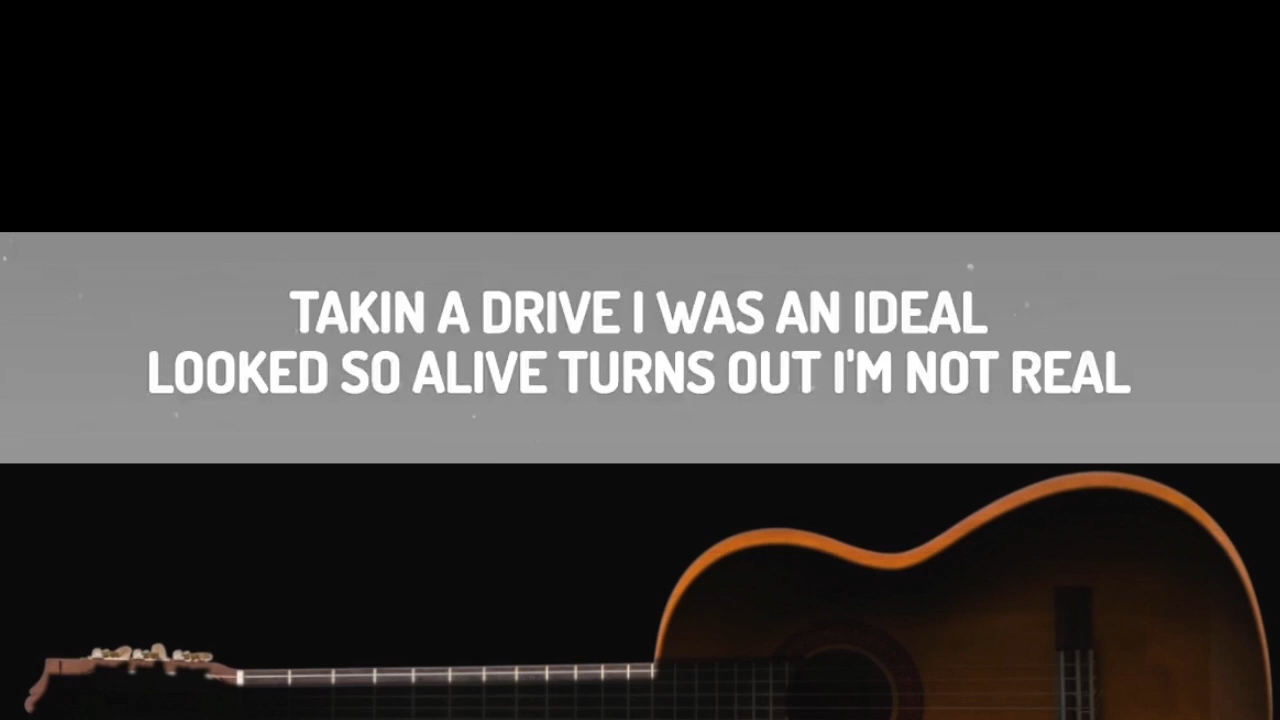 TAKIN A DRIVE I WAS AN IDEAL
LOOKED SO ALIVE TURNS OUT I'M NOT REAL